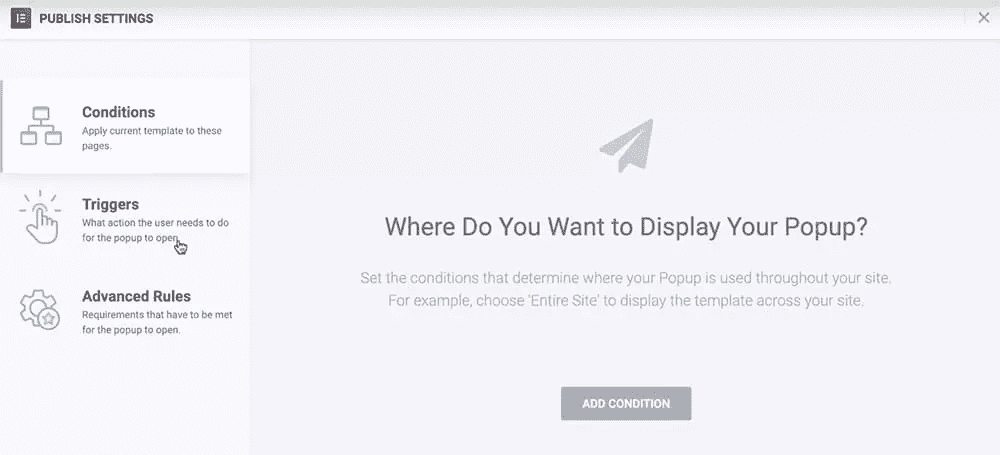 PUBLISH SETTINGS
Conditions
Apply current template to these
pages.
Triggers
What action the user needs to do
for the popup to open.
Advanced Rules
Requirements that have to be met
for the popup to open.
Where Do You Want to Display Your Popup?
Set the conditions that determine where your Popup is used throughout your site.
For example, choose 'Entire Site' to display the template across your site.
ADD CONDITION